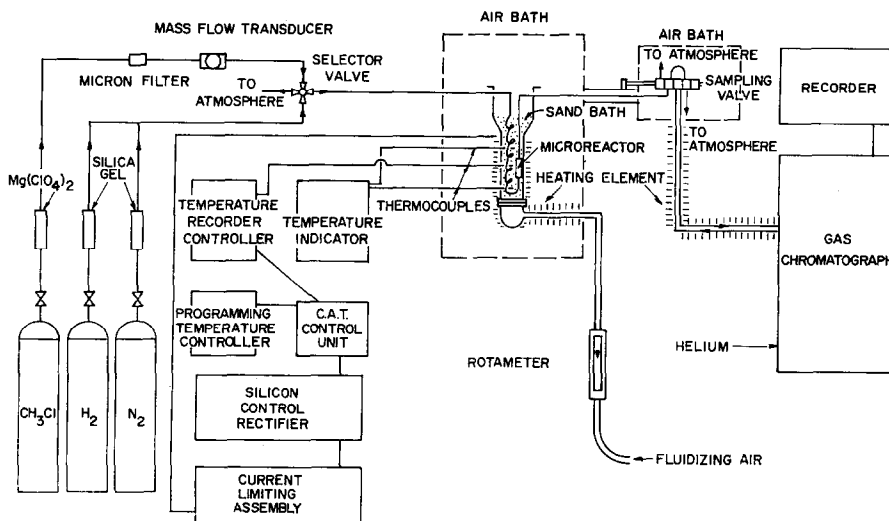 AIR BATH
MASS FLOW TRANSDUCER
MICRON FILTER
SELECTOR
VALVE
TO
ATMOSPHERE
AIR BATH
TO ATMOSPHERE
SAMPLING
VALVE
RECORDER
SAND BATH
TO
ATMOSPHERE
MICROREACTOR
HEATING ELEMENT
THERMOCOUPLES
SILICA
GEL
Mg(ClO4)2
TEMPERATURE
RECORDER
CONTROLLER
TEMPERATURE
INDICATOR
GAS
CHROMATOGRAPH
PROGRAMMING
TEMPERATURE
CONTROLLER
C.A.T.
CONTROL
UNIT
HELIUM
ROTAMETER
SILICON
CONTROL
RECTIFIER
CH3Cl
H2
N2
FLUIDIZING AIR
CURRENT
LIMITING
ASSEMBLY